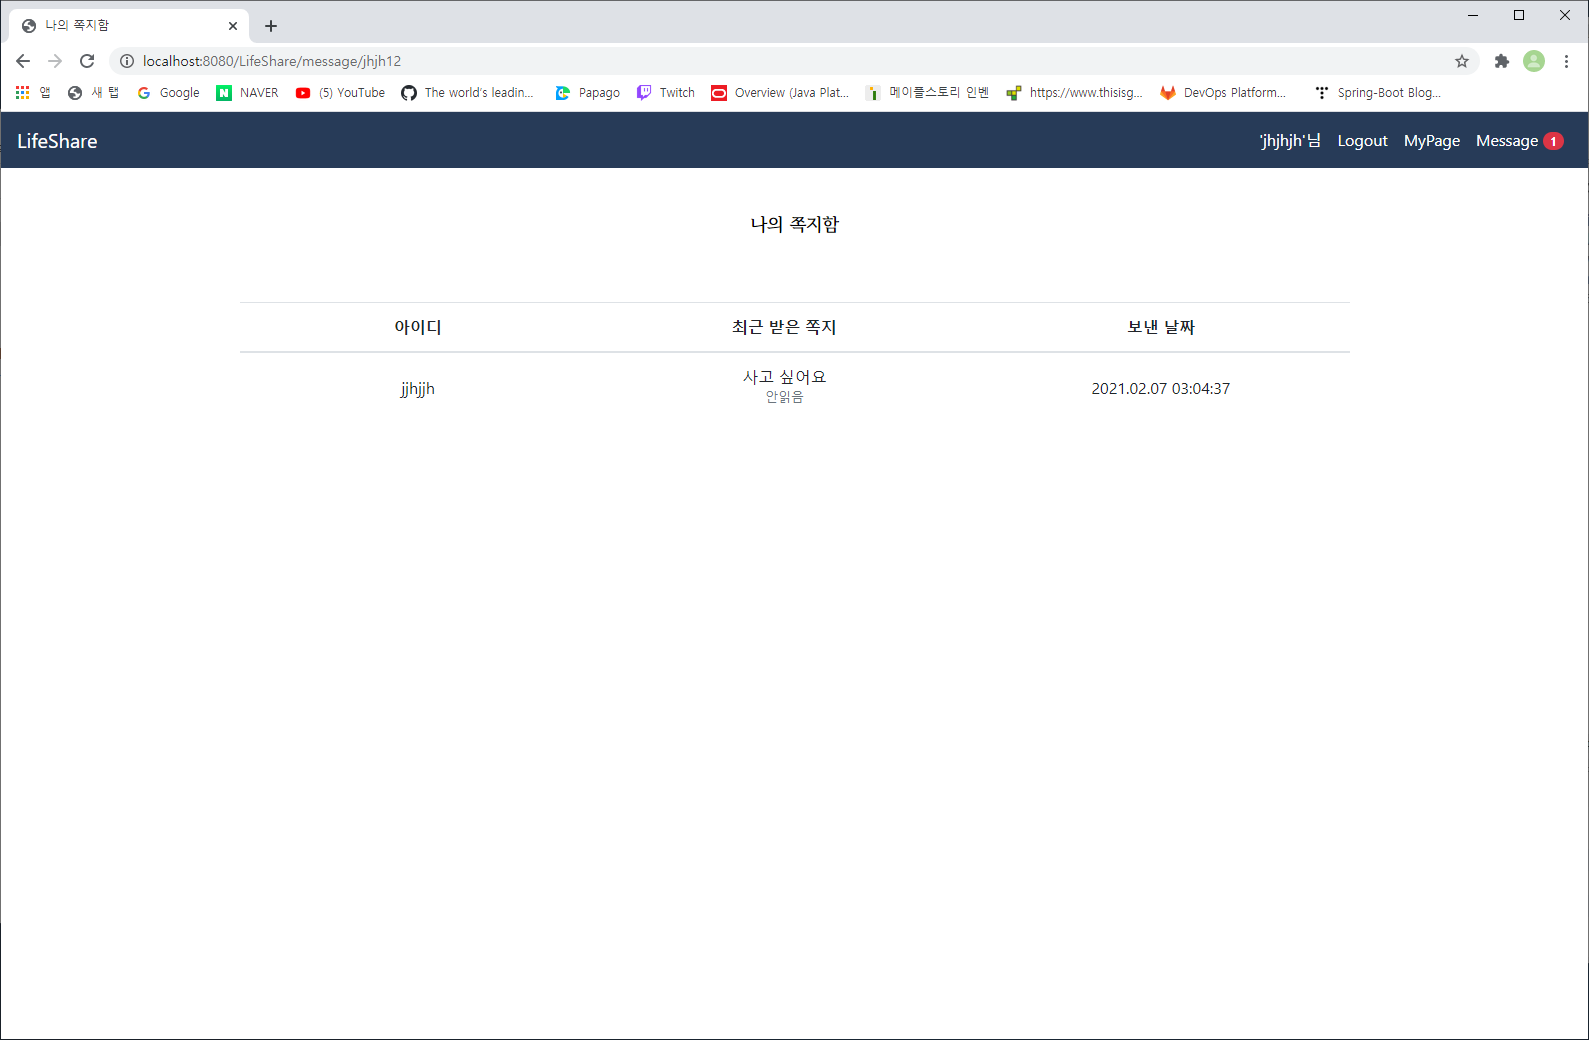 나의 쪽지함
localhost:8080/LifeShare/message/jhjh12
앱 새 탭 Google NAVER (5) YouTube The world's leadin... Papago Twitch Overview (Java Plat... 메이플스토리 인벤 https://www.thisisg... DevOps Platform... Spring-Boot Blog...
LifeShare 'jhjhjh'님 Logout MyPage Message 1
나의 쪽지함
아이디 최근 받은 쪽지 보낸 날짜
jjhjjh 사고 싶어요 2021.02.07 03:04:37
안읽음